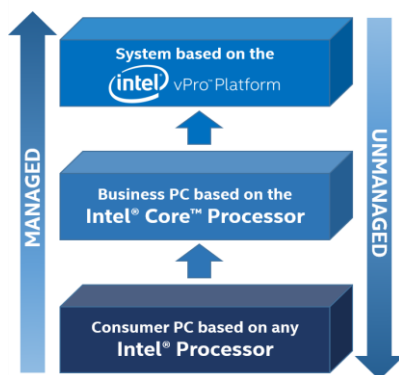 MANAGED
System based on the
intel vPro™ Platform
Business PC based on the
Intel® Core™ Processor
Consumer PC based on any
Intel® Processor
UNMANAGED